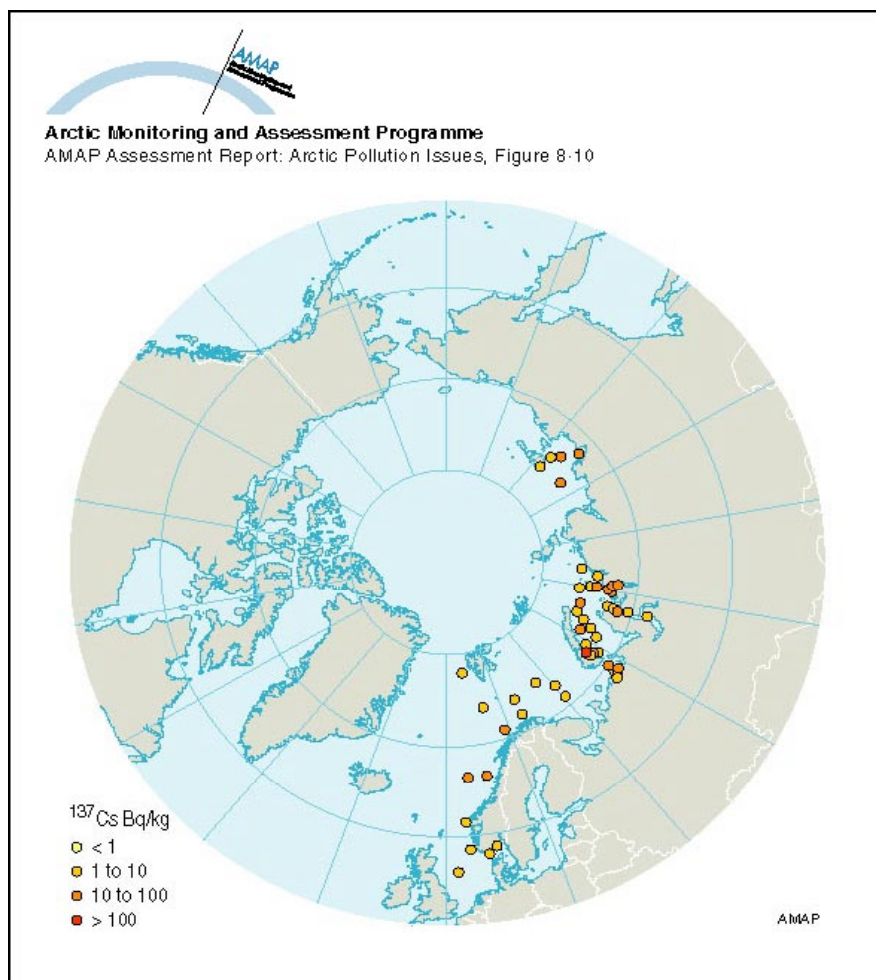 AMAP
Arctic Monitoring and Assessment Programme
AMAP Assessment Report: Arctic Pollution Issues, Figure 8·10
¹³⁷Cs Bq/kg
< 1
1 to 10
10 to 100
> 100
AMAP